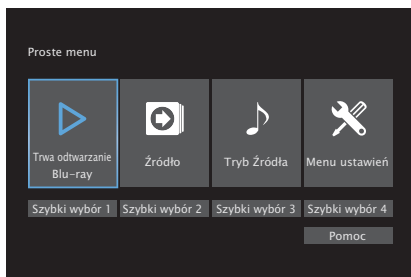 Proste menu
Trwa odtwarzanie
Blu-ray
Źródło
Tryb Źródła
Menu ustawień
Szybki wybór 1 Szybki wybór 2 Szybki wybór 3 Szybki wybór 4
Pomoc